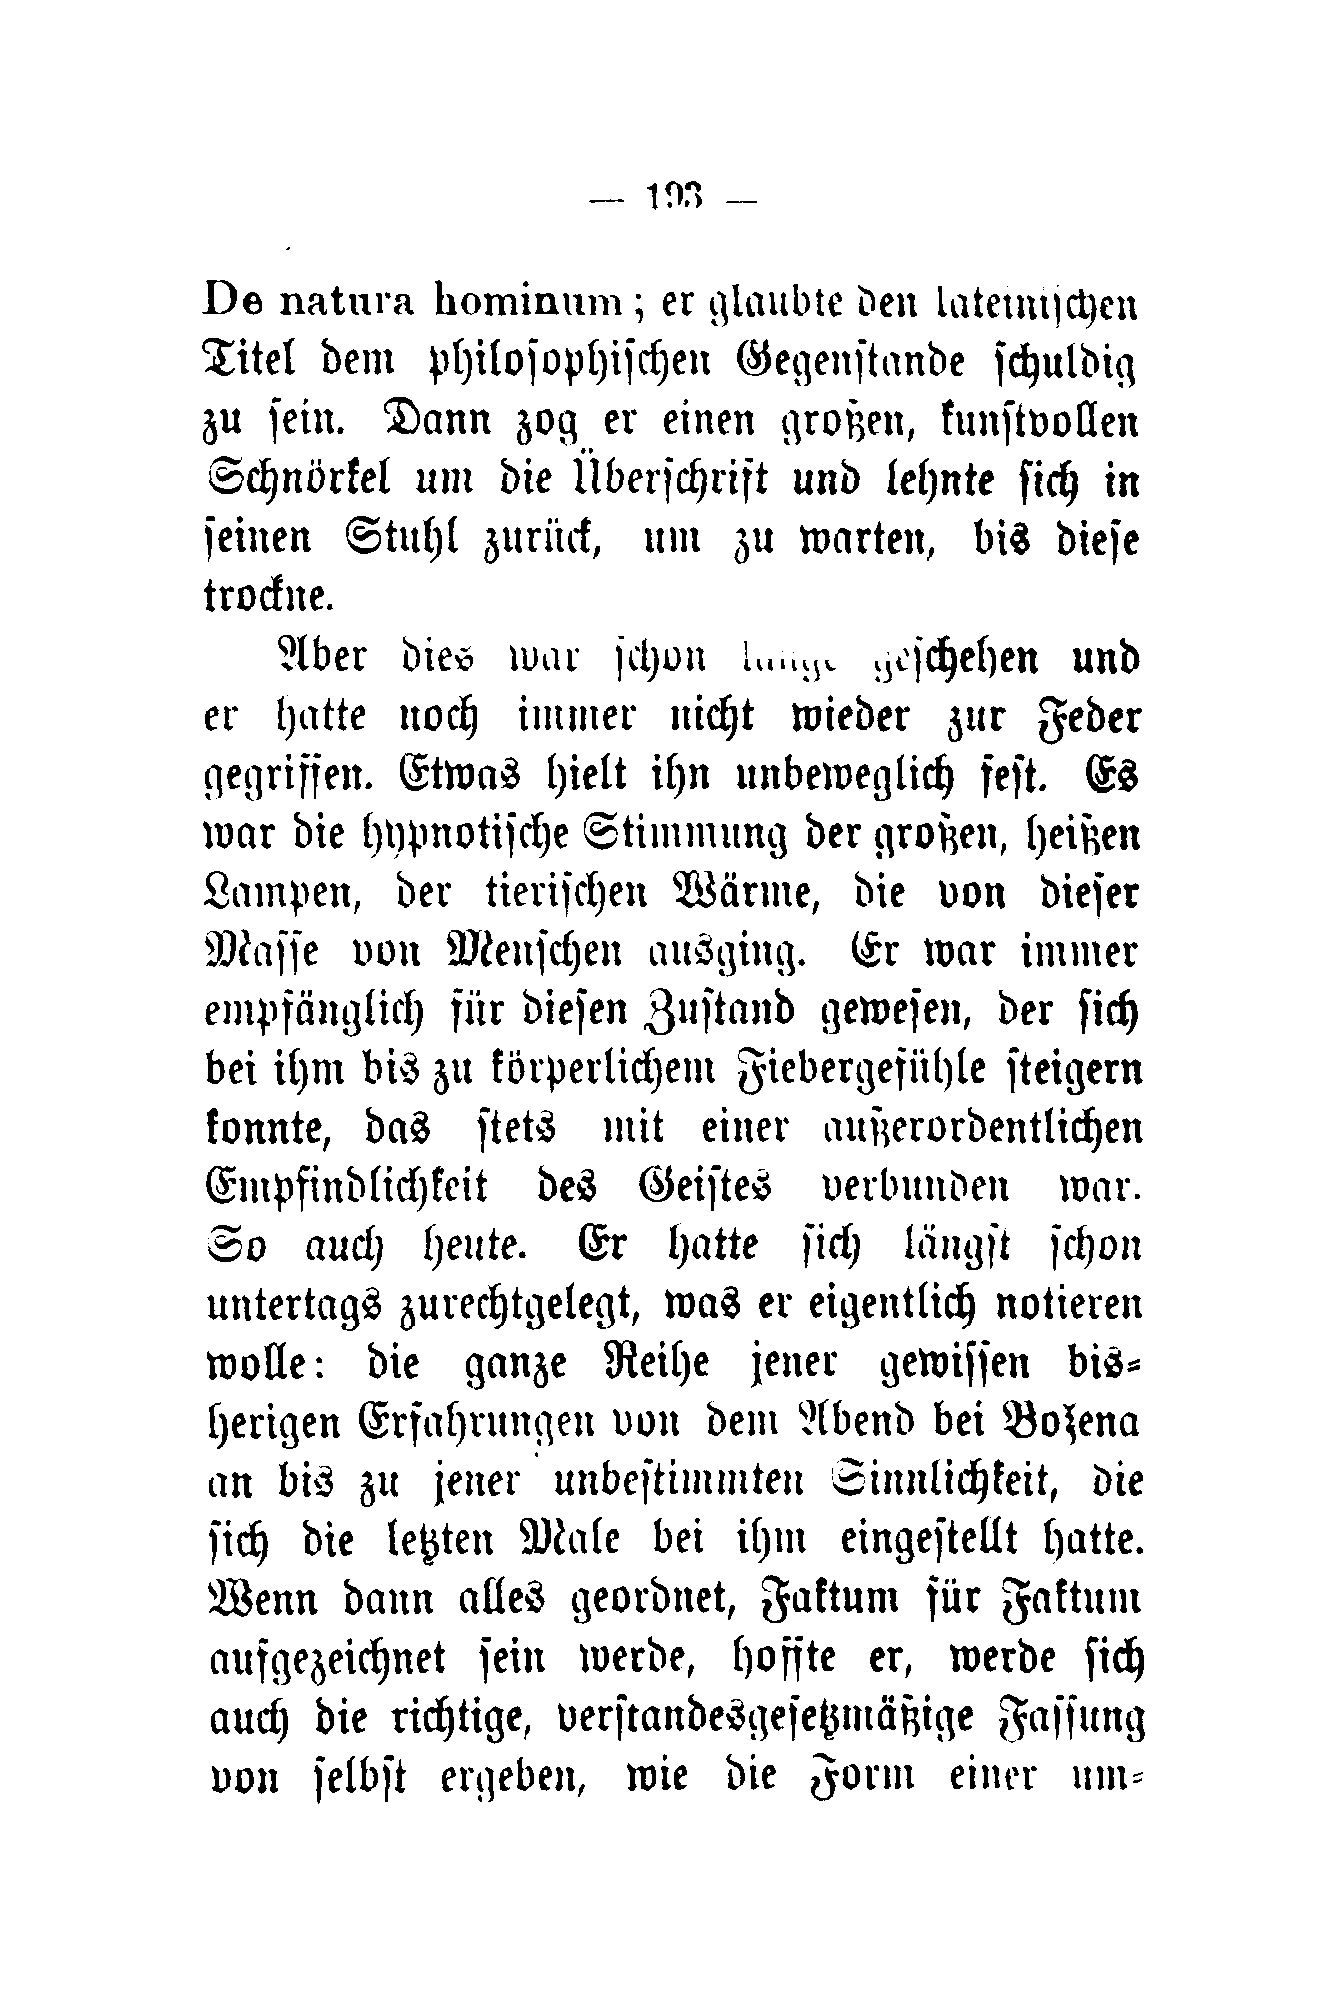 — 193 —
De natura hominum; er glaubte den lateinischen
Titel dem philosophischen Gegenstande schuldig
zu sein. Dann zog er einen großen, kunstvollen
Schnörkel um die Überschrift und lehnte sich in
seinen Stuhl zurück, um zu warten, bis diese
trockne.
Aber dies war schon lange geschehen und
er hatte noch immer nicht wieder zur Feder
gegriffen. Etwas hielt ihn unbeweglich fest. Es
war die hypnotische Stimmung der großen, heißen
Lampen, der tierischen Wärme, die von dieser
Masse von Menschen ausging. Er war immer
empfänglich für diesen Zustand gewesen, der sich
bei ihm bis zu körperlichem Fiebergefühle steigern
konnte, das stets mit einer außerordentlichen
Empfindlichkeit des Geistes verbunden war.
So auch heute. Er hatte sich längst schon
untertags zurechtgelegt, was er eigentlich notieren
wolle: die ganze Reihe jener gewissen bis-
herigen Erfahrungen von dem Abend bei Božena
an bis zu jener unbestimmten Sinnlichkeit, die
sich die letzten Male bei ihm eingestellt hatte.
Wenn dann alles geordnet, Faktum für Faktum
aufgezeichnet sein werde, hoffte er, werde sich
auch die richtige, verstandesgesetzmäßige Fassung
von selbst ergeben, wie die Form einer um-